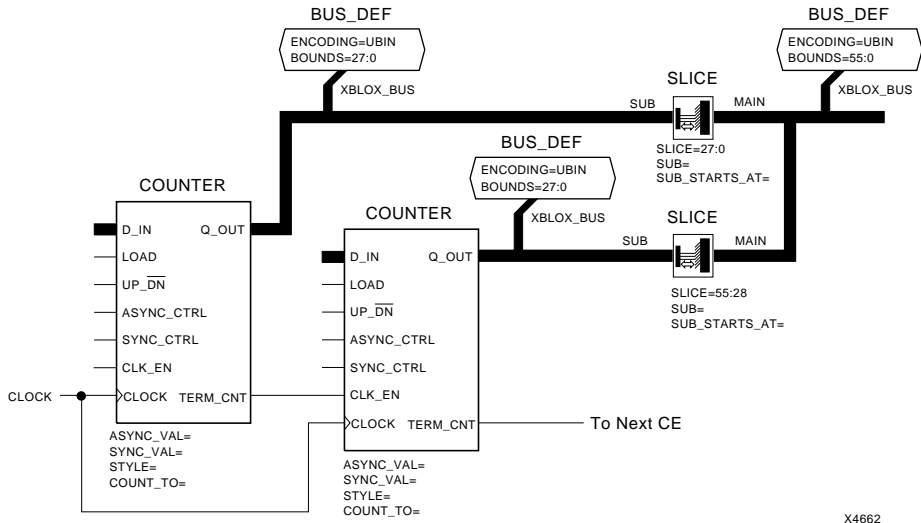 BUS_DEF
ENCODING=UBIN
BOUNDS=27:0
XBLOX_BUS
BUS_DEF
ENCODING=UBIN
BOUNDS=55:0
XBLOX_BUS
SLICE
SUB
MAIN
SLICE=27:0
SUB=
SUB_STARTS_AT=
BUS_DEF
ENCODING=UBIN
BOUNDS=27:0
XBLOX_BUS
SLICE
SUB
MAIN
SLICE=55:28
SUB=
SUB_STARTS_AT=
COUNTER
D_IN Q_OUT
LOAD
UP_DN
ASYNC_CTRL
SYNC_CTRL
CLK_EN
CLOCK
CLOCK TERM_CNT
ASYNC_VAL=
SYNC_VAL=
STYLE=
COUNT_TO=
COUNTER
D_IN Q_OUT
LOAD
UP_DN
ASYNC_CTRL
SYNC_CTRL
CLK_EN
CLOCK TERM_CNT
To Next CE
ASYNC_VAL=
SYNC_VAL=
STYLE=
COUNT_TO=
X4662